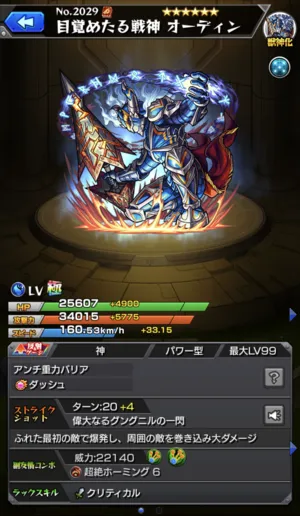 No.2029
目覚めたる戦神 オーディン
獣神化
LV 極
HP 25607 +4900
攻撃力 34015 +5775
スピード 160.53km/h +33.15
神 パワー型 最大LV99
アンチ重力バリア
ダッシュ
?
ストライクショット ターン:20 +4
偉大なるグングニルの一閃
ふれた最初の敵で爆発し、周囲の敵を巻き込み大ダメージ
副友情コンボ 威力:22140
超絶ホーミング 6
ラックスキル クリティカル